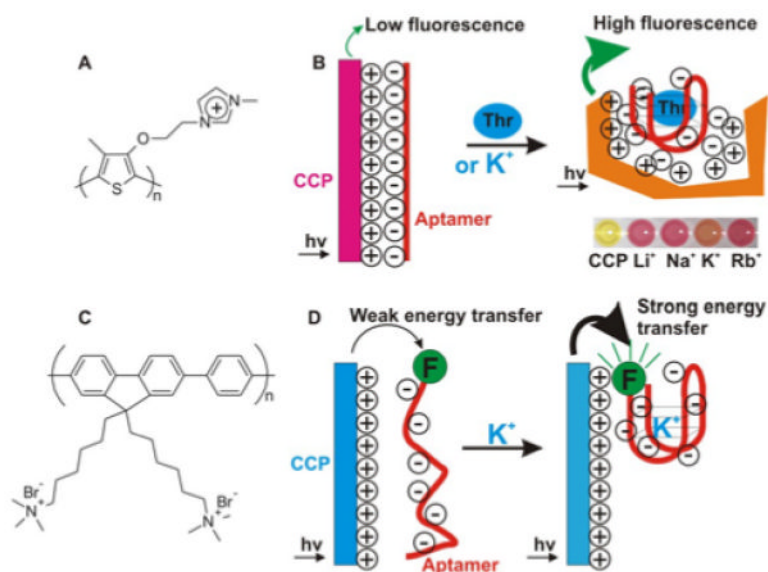 A
N
+
N
O
S
n
B
Low fluorescence
CCP
hν
Aptamer
Thr
or K⁺
High fluorescence
Thr
hν
CCP Li⁺ Na⁺ K⁺ Rb⁺
C
n
Br⁻
N⁺
Br⁻
N⁺
D
Weak energy transfer
F
CCP
hν
Aptamer
K⁺
Strong energy
transfer
F
K⁺
hν